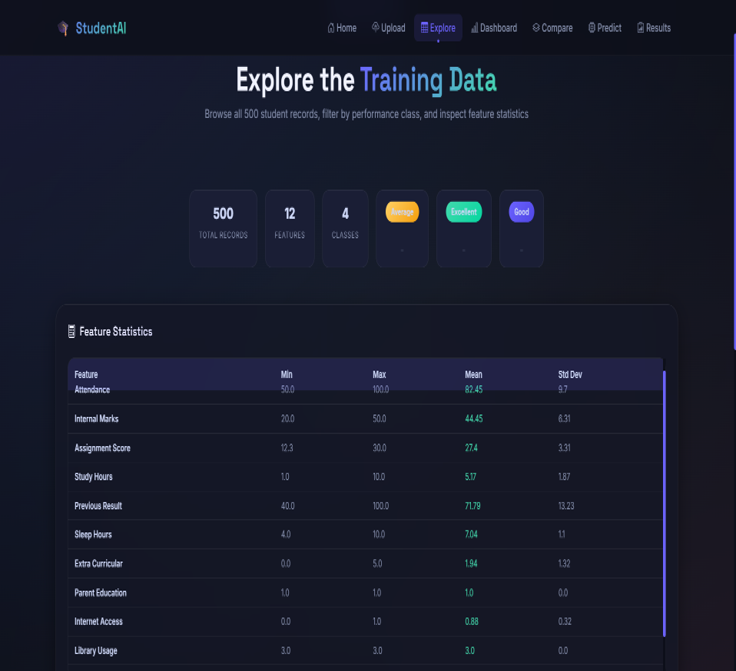 StudentAI Home Upload Explore Dashboard Compare Predict Results
Explore the Training Data
Browse all 500 student records, filter by performance class, and inspect feature statistics
500 12 4 Average Excellent Good
TOTAL RECORDS FEATURES CLASSES - - -
Feature Statistics
Feature Min Max Mean Std Dev
Attendance 50.0 100.0 82.45 9.7
Internal Marks 20.0 50.0 44.45 6.31
Assignment Score 12.3 30.0 27.4 3.31
Study Hours 1.0 10.0 5.17 1.87
Previous Result 40.0 100.0 71.79 13.23
Sleep Hours 4.0 10.0 7.04 1.1
Extra Curricular 0.0 5.0 1.94 1.32
Parent Education 1.0 1.0 1.0 0.0
Internet Access 0.0 1.0 0.88 0.32
Library Usage 3.0 3.0 3.0 0.0